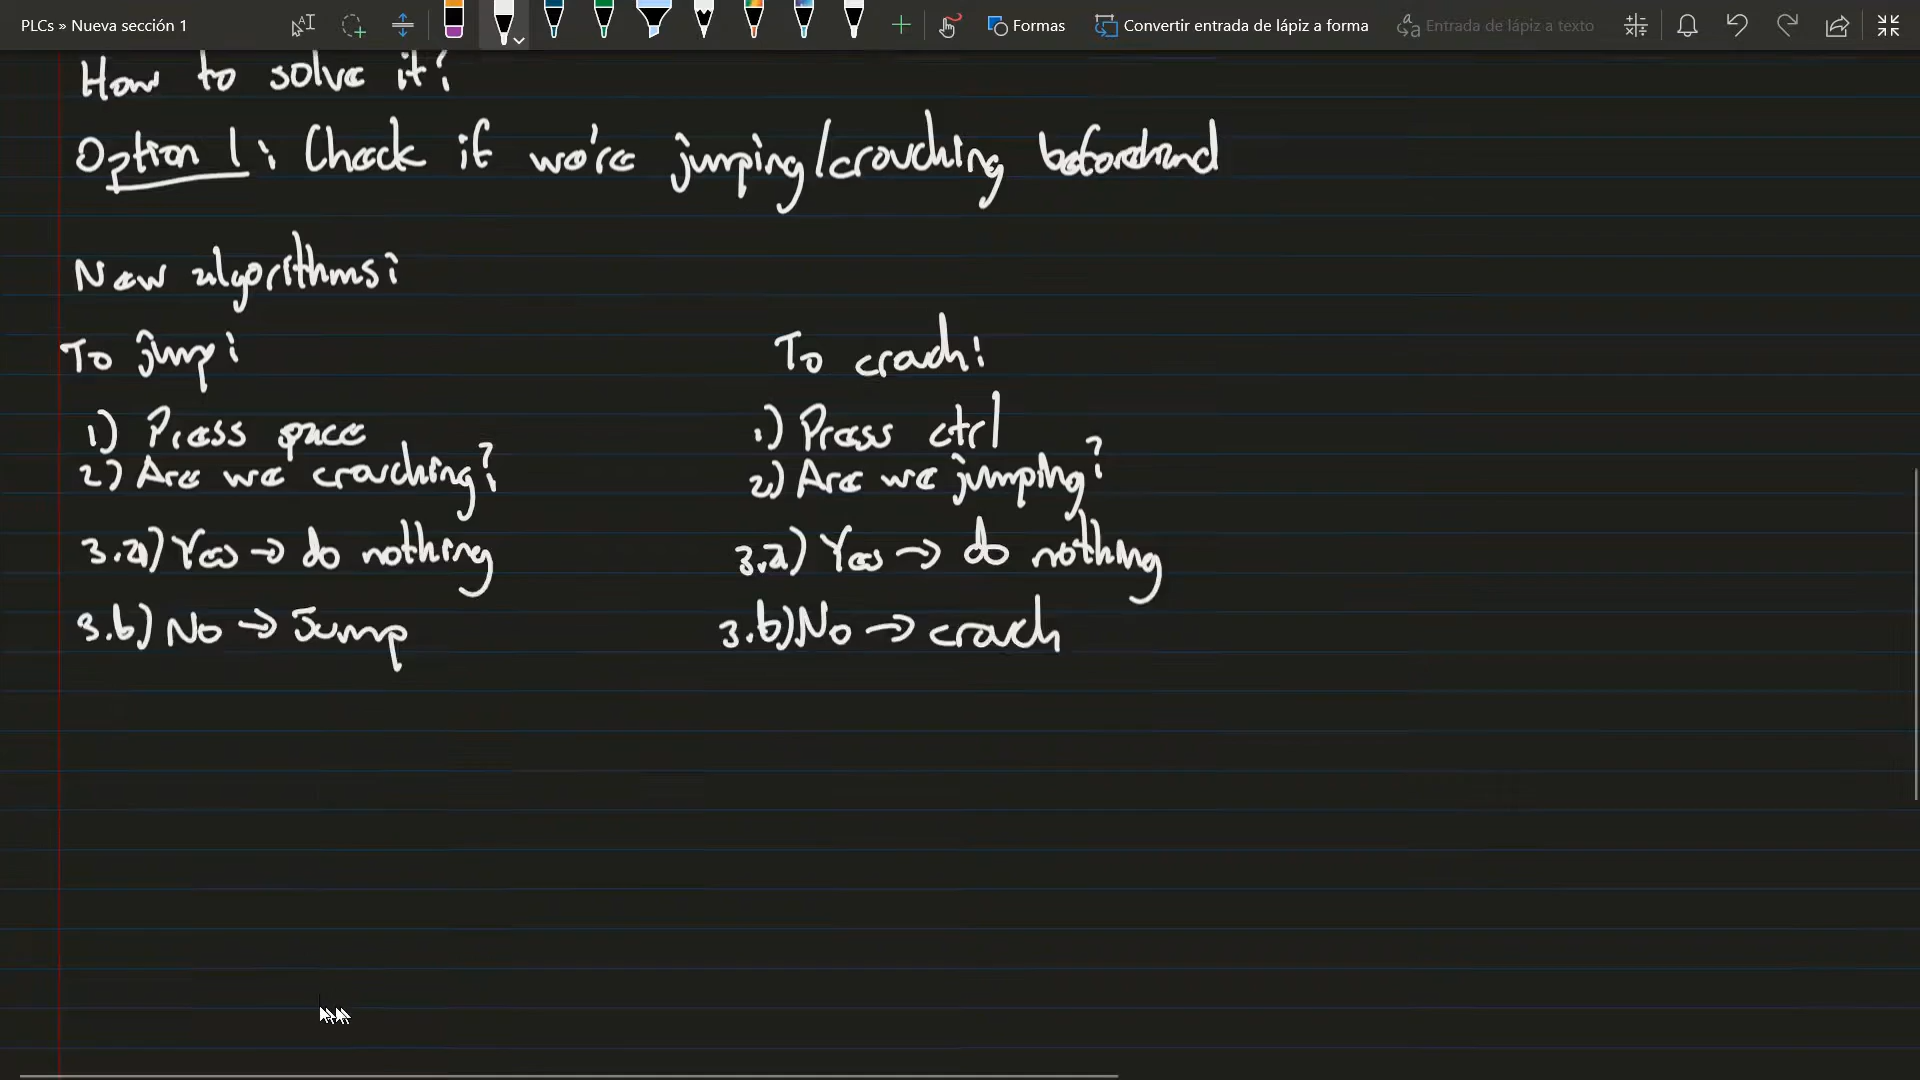 PLCs » Nueva sección 1
Formas
Convertir entrada de lápiz a forma
Entrada de lápiz a texto
How to solve it?
Option 1: Check if we're jumping/crouching beforehand
New algorithms:
To jump:
1) Press space
2) Are we crouching?
3.a) Yes → do nothing
3.b) No → Jump
To crouch:
1) Press ctrl
2) Are we jumping?
3.a) Yes → do nothing
3.b) No → crouch